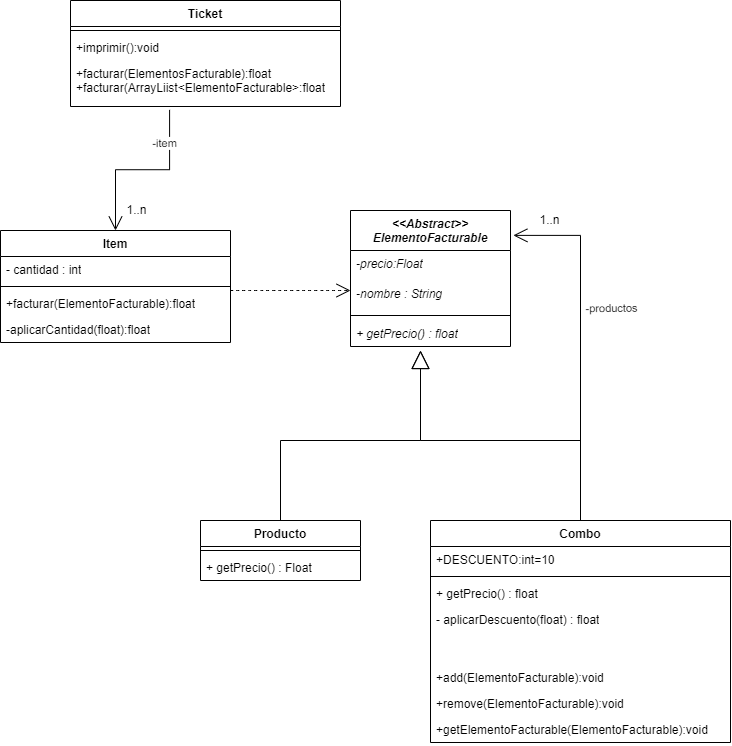 Ticket
+imprimir():void
+facturar(ElementosFacturable):float
+facturar(ArrayLiist<ElementoFacturable>:float
-item
1..n
Item
- cantidad : int
+facturar(ElementoFacturable):float
-aplicarCantidad(float):float
<<Abstract>>
ElementoFacturable
-precio:Float
-nombre : String
+ getPrecio() : float
1..n
-productos
Producto
+ getPrecio() : Float
Combo
+DESCUENTO:int=10
+ getPrecio() : float
- aplicarDescuento(float) : float
+add(ElementoFacturable):void
+remove(ElementoFacturable):void
+getElementoFacturable(ElementoFacturable):void